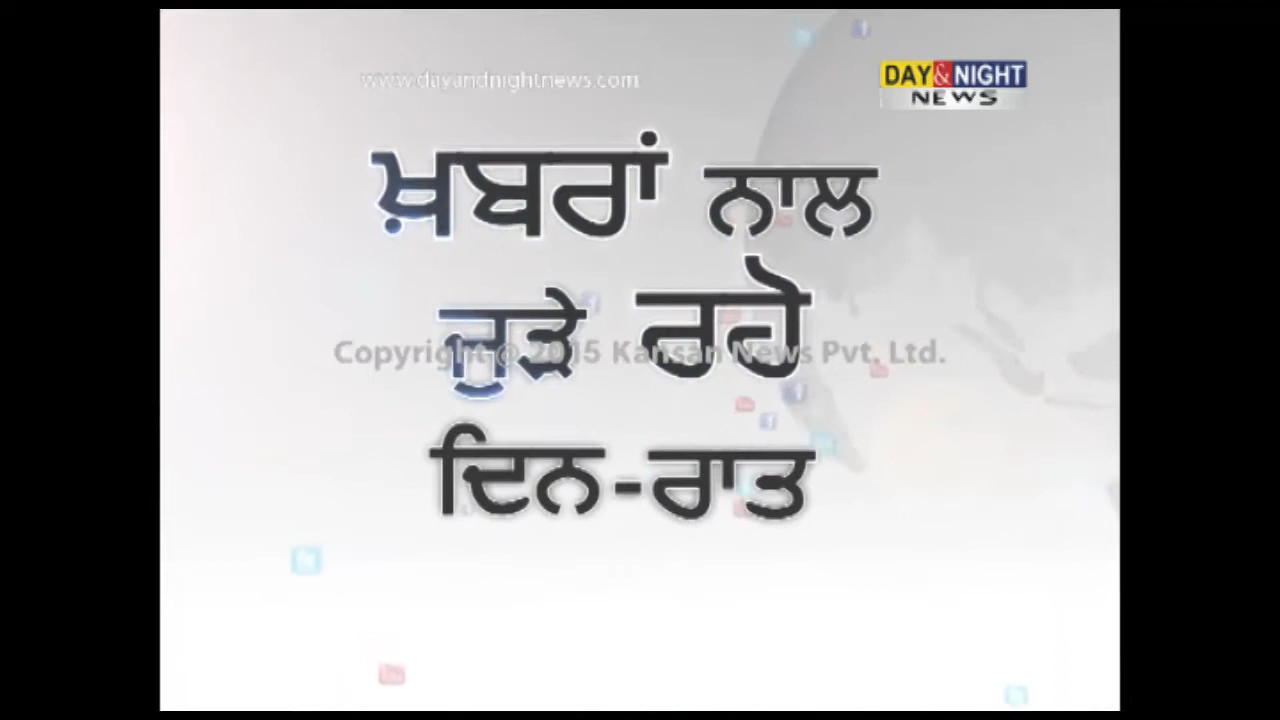 www.dayandnightnews.com
DAY&NIGHT
NEWS
ਖ਼ਬਰਾਂ ਨਾਲ
ਜੁੜੇ ਰਹੋ
Copyright @ 2015 Kansan News Pvt. Ltd.
ਦਿਨ-ਰਾਤ